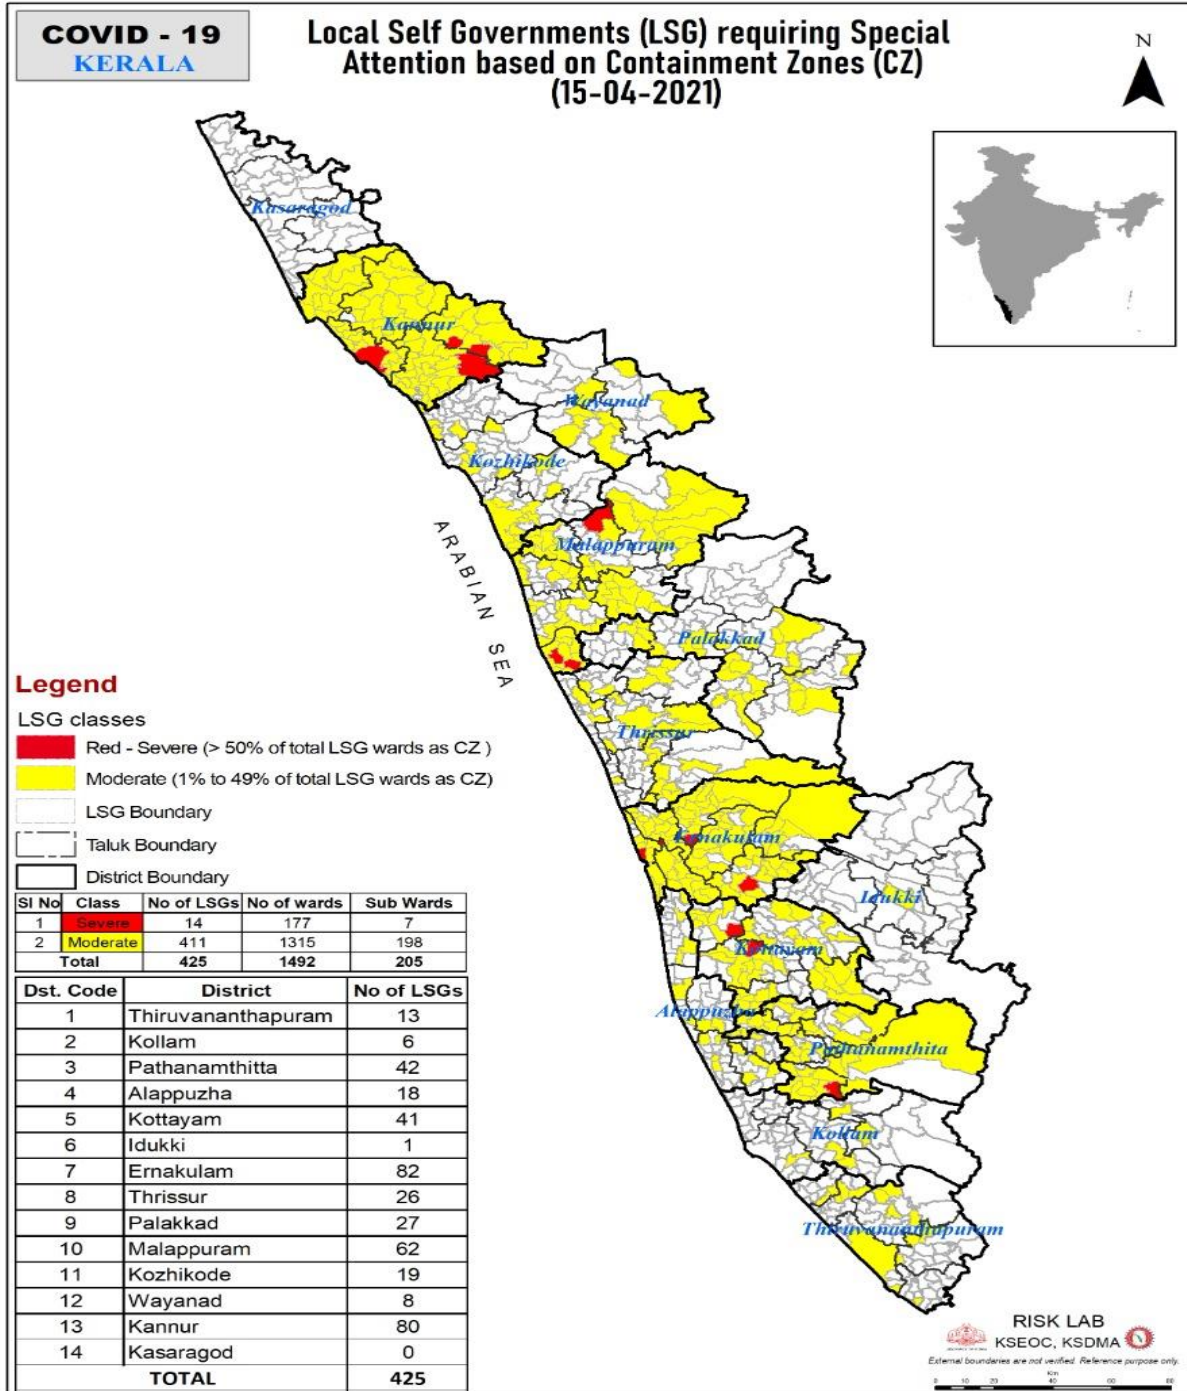 COVID - 19
KERALA
Local Self Governments (LSG) requiring Special
Attention based on Containment Zones (CZ)
(15-04-2021)
N
Kasaragod
Kannur
Wayanad
Kozhikode
Malappuram
ARABIAN SEA
Palakkad
Thrissur
Ernakulam
Idukki
Kottayam
Alappuzha
Pathanamthita
Kollam
Thiruvananthapuram
Legend
LSG classes
Red - Severe (> 50% of total LSG wards as CZ )
Moderate (1% to 49% of total LSG wards as CZ)
LSG Boundary
Taluk Boundary
District Boundary
Sl No Class No of LSGs No of wards Sub Wards
1 Severe 14 177 7
2 Moderate 411 1315 198
Total 425 1492 205
Dst. Code District No of LSGs
1 Thiruvananthapuram 13
2 Kollam 6
3 Pathanamthitta 42
4 Alappuzha 18
5 Kottayam 41
6 Idukki 1
7 Ernakulam 82
8 Thrissur 26
9 Palakkad 27
10 Malappuram 62
11 Kozhikode 19
12 Wayanad 8
13 Kannur 80
14 Kasaragod 0
TOTAL 425
RISK LAB
KSEOC, KSDMA
External boundaries are not verified. Reference purpose only.
Km
0 10 20 40 60 80